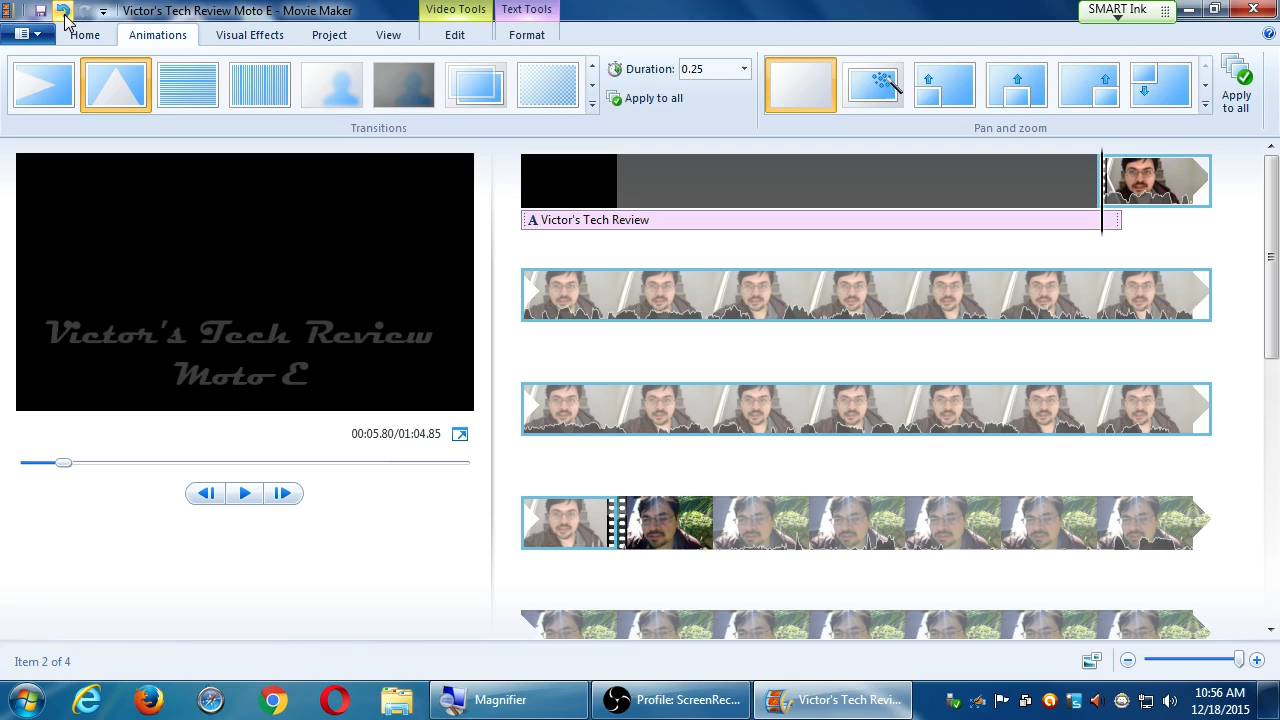 Victor's Tech Review Moto E - Movie Maker
Video Tools
Text Tools
SMART Ink
Home
Animations
Visual Effects
Project
View
Edit
Format
Duration: 0.25
Apply to all
Apply to all
Transitions
Pan and zoom
Victor's Tech Review
Moto E
A Victor's Tech Review
00:05.80/01:04.85
Item 2 of 4
Magnifier
Profile: ScreenRec...
Victor's Tech Revi...
10:56 AM
12/18/2015